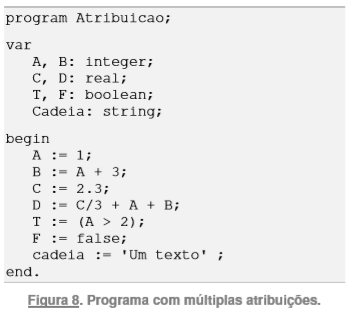 program Atribuicao;
var
A, B: integer;
C, D: real;
T, F: boolean;
Cadeia: string;
begin
A := 1;
B := A + 3;
C := 2.3;
D := C/3 + A + B;
T := (A > 2);
F := false;
cadeia := 'Um texto' ;
end.
Figura 8. Programa com múltiplas atribuições.